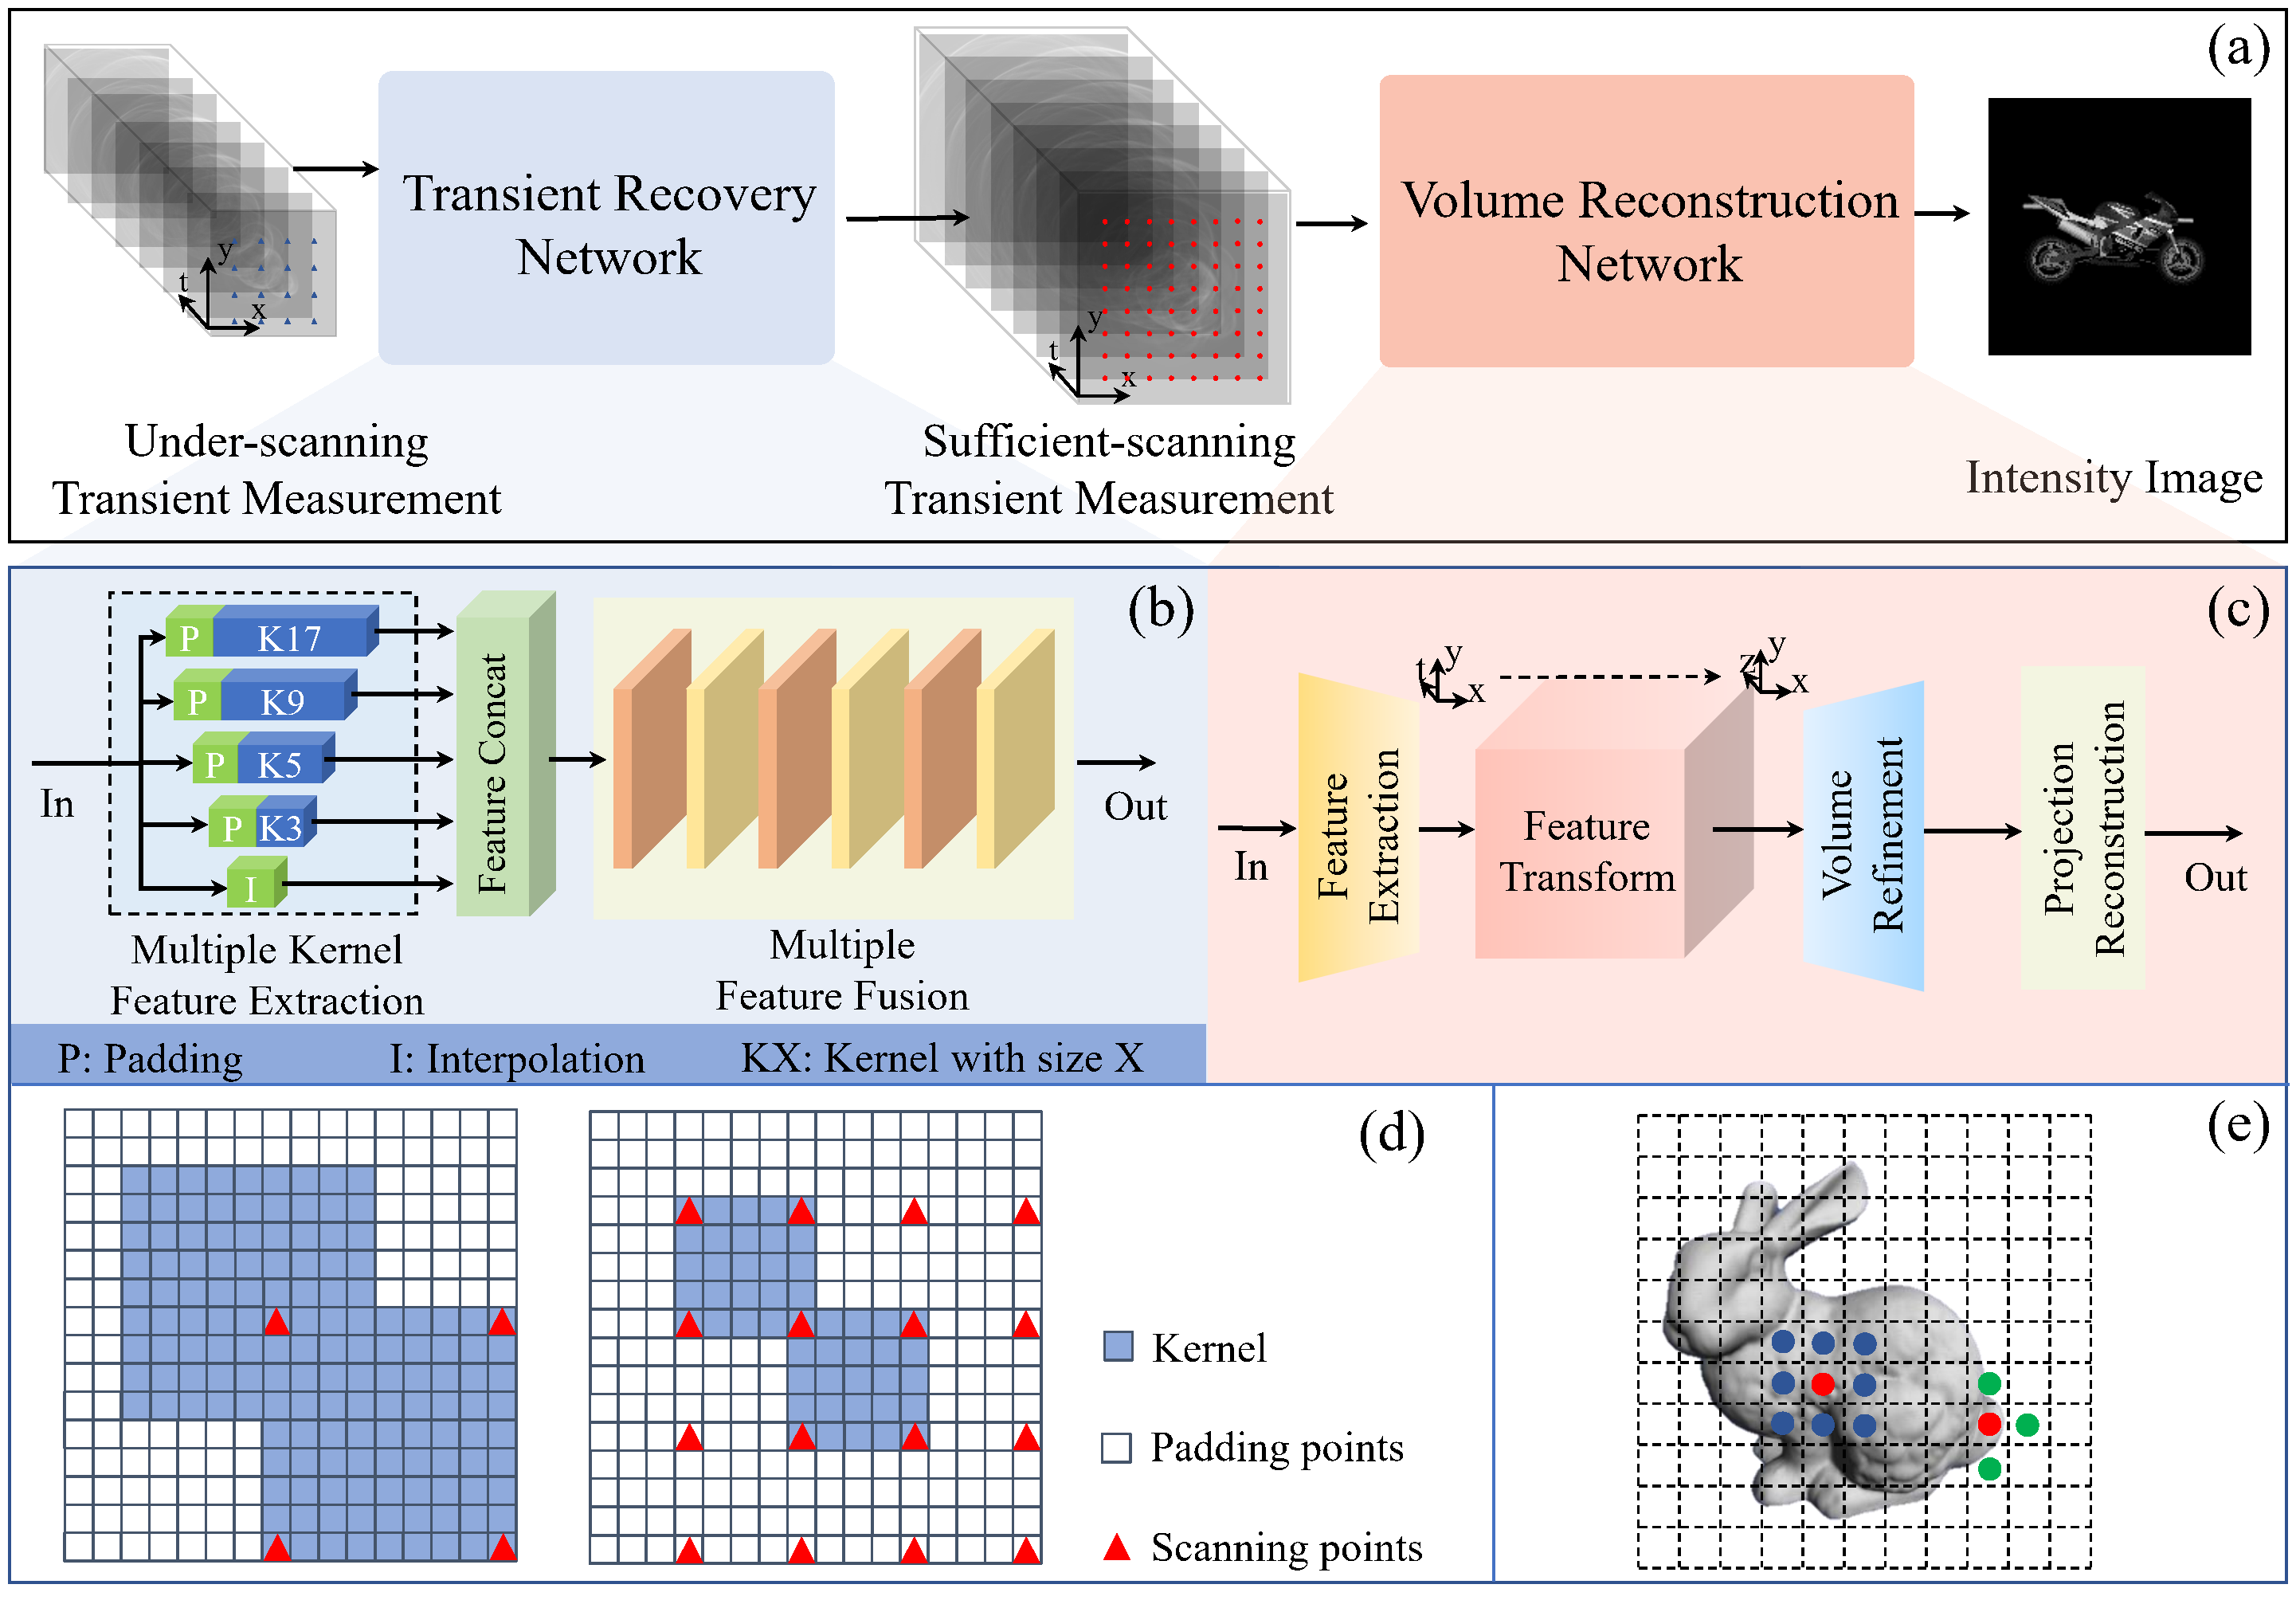 (a)
Transient Recovery
Network
Volume Reconstruction
Network
y
t
x
y
t
x
Under-scanning
Transient Measurement
Sufficient-scanning
Transient Measurement
Intensity Image
(b)
P K17
P K9
P K5
P K3
I
In
Feature Concat
Out
Multiple Kernel
Feature Extraction
Multiple
Feature Fusion
P: Padding
I: Interpolation
KX: Kernel with size X
(c)
t y x
z y x
In
Feature
Extraction
Feature
Transform
Volume
Refinement
Projection
Reconstruction
Out
(d)
Kernel
Padding points
Scanning points
(e)